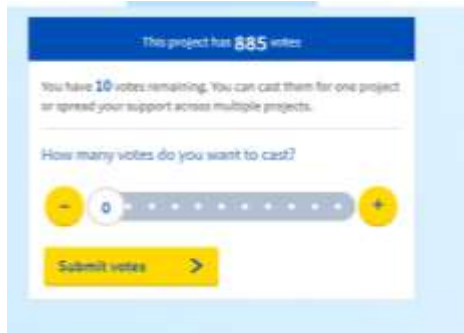 This project has 885 votes
You have 10 votes remaining. You can cast them for one project
or spread your support across multiple projects.
How many votes do you want to cast?
- 0 +
Submit votes >